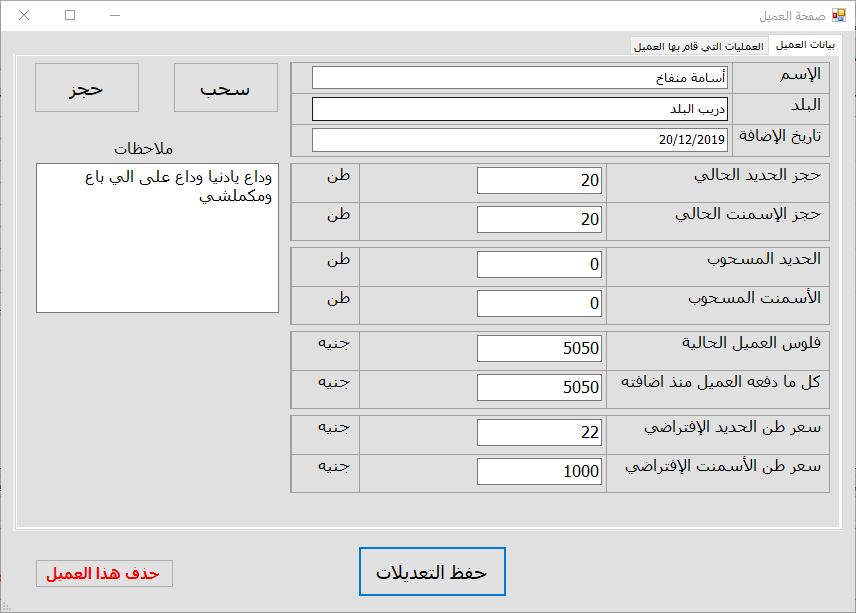 صفحة العميل
بيانات العميل
العمليات التي قام بها العميل
الإسم
أسامة منفاخ
البلد
دريب البلد
تاريخ الإضافة
20/12/2019
حجز الحديد الحالي
20
طن
حجز الإسمنت الحالي
20
طن
الحديد المسحوب
0
طن
الأسمنت المسحوب
0
طن
فلوس العميل الحالية
5050
جنيه
كل ما دفعه العميل منذ اضافته
5050
جنيه
سعر طن الحديد الإفتراضي
22
جنيه
سعر طن الأسمنت الإفتراضي
1000
جنيه
سحب
حجز
ملاحظات
وداع يادنيا وداع على الي باع
ومكملشي
حفظ التعديلات
حذف هذا العميل